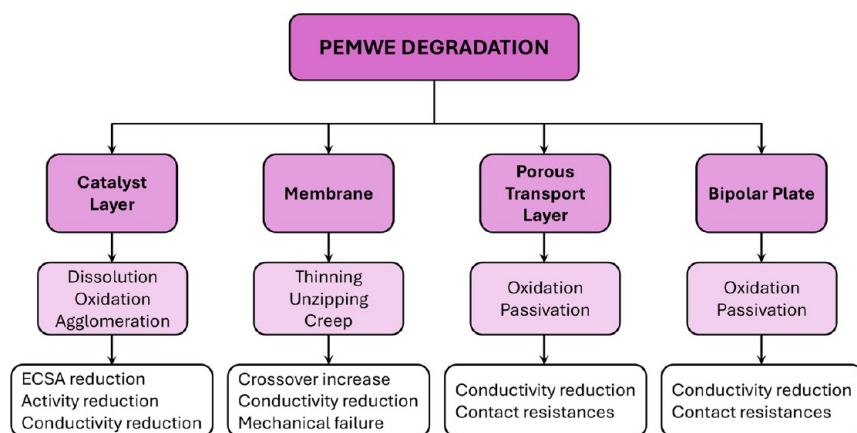 PEMWE DEGRADATION
Catalyst
Layer
Membrane
Porous
Transport
Layer
Bipolar Plate
Dissolution
Oxidation
Agglomeration
Thinning
Unzipping
Creep
Oxidation
Passivation
Oxidation
Passivation
ECSA reduction
Activity reduction
Conductivity reduction
Crossover increase
Conductivity reduction
Mechanical failure
Conductivity reduction
Contact resistances
Conductivity reduction
Contact resistances